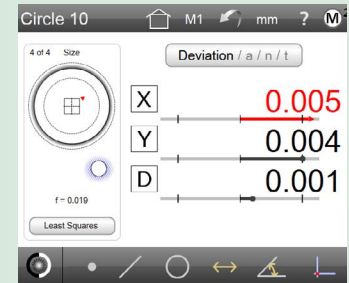 Circle 10 M1 mm ? M
4 of 4 Size
Deviation / a / n / t
X 0.005
Y 0.004
D 0.001
f = 0.019
Least Squares